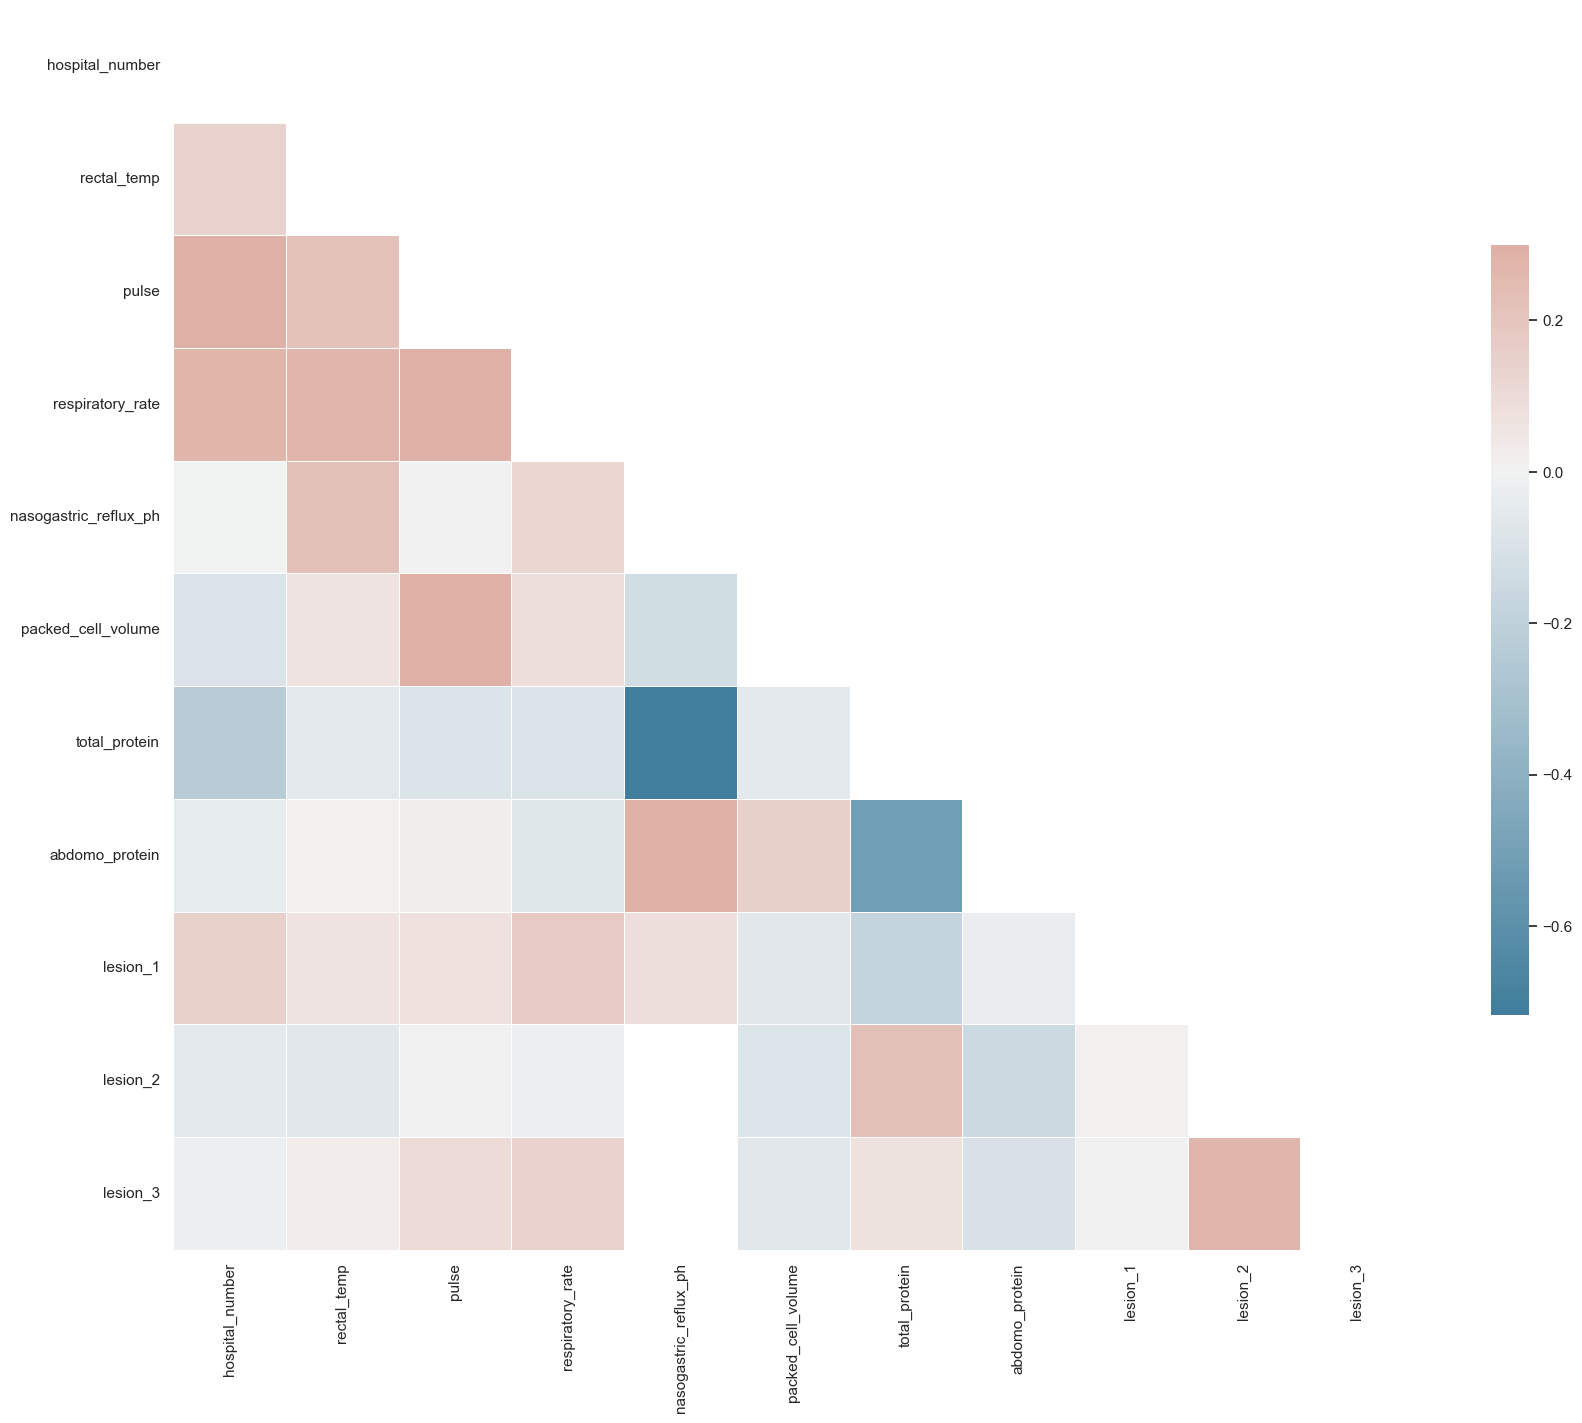 hospital_number
rectal_temp
pulse
respiratory_rate
nasogastric_reflux_ph
packed_cell_volume
total_protein
abdomo_protein
lesion_1
lesion_2
lesion_3
hospital_number
rectal_temp
pulse
respiratory_rate
nasogastric_reflux_ph
packed_cell_volume
total_protein
abdomo_protein
lesion_1
lesion_2
lesion_3
0.2
0.0
−0.2
−0.4
−0.6